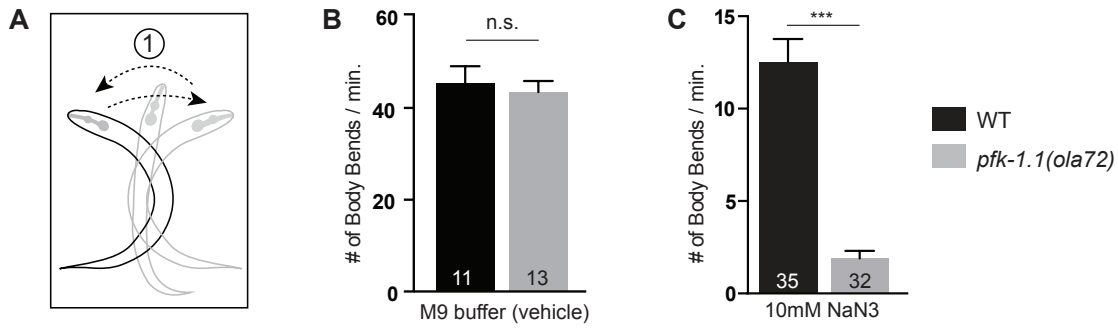 A
1
B
# of Body Bends / min.
60
40
20
0
n.s.
11
13
M9 buffer (vehicle)
C
# of Body Bends / min.
15
10
5
0
***
35
32
10mM NaN3
WT
pfk-1.1(ola72)